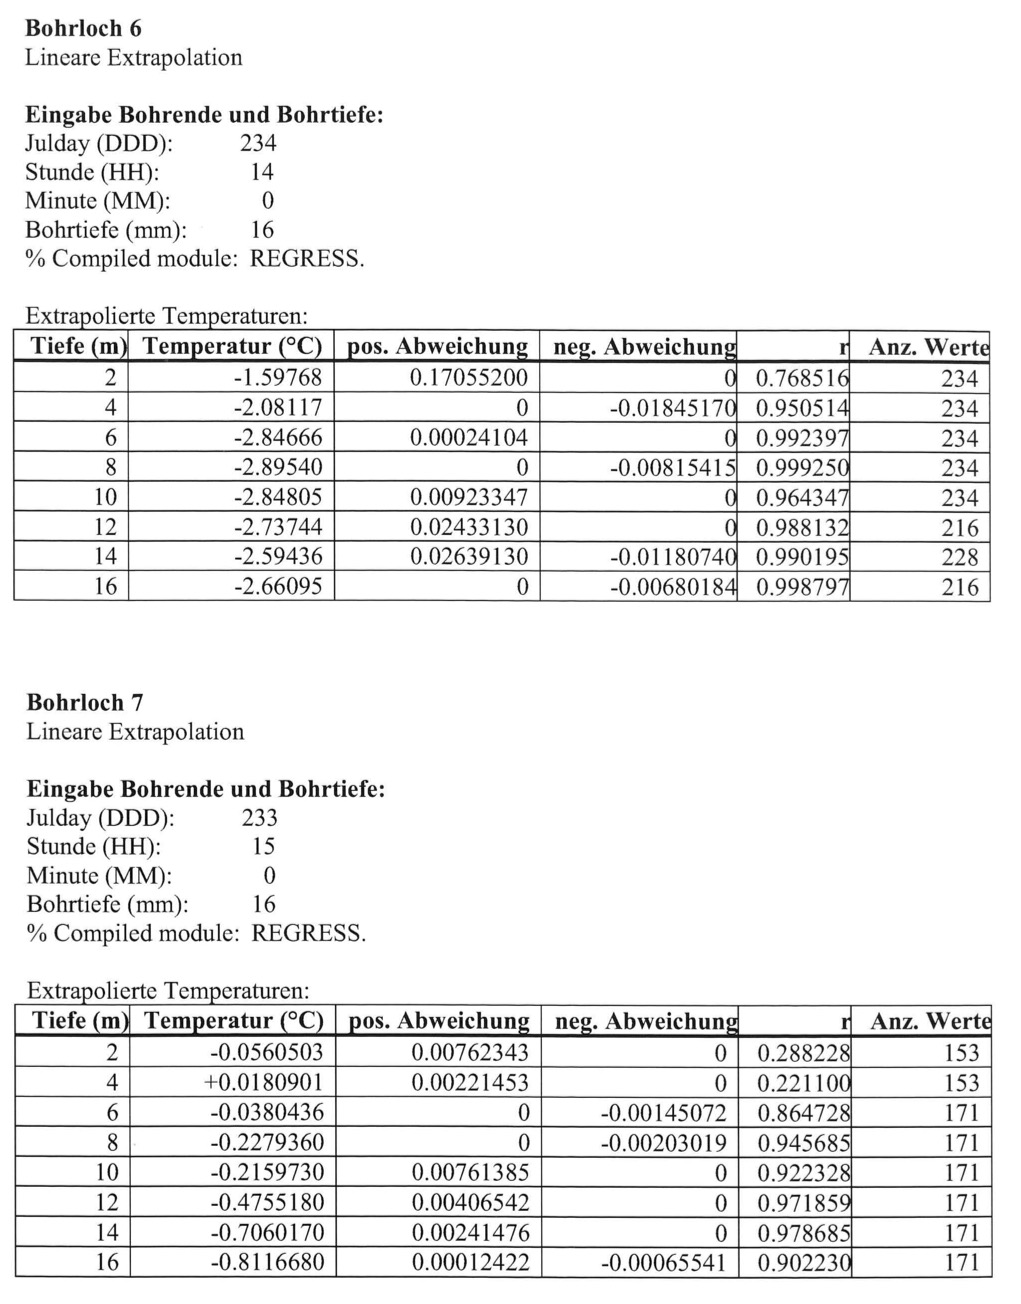 Bohrloch 6
Lineare Extrapolation
Eingabe Bohrende und Bohrtiefe:
Julday (DDD): 234
Stunde (HH): 14
Minute (MM): 0
Bohrtiefe (mm): 16
% Compiled module: REGRESS.
Extrapolierte Temperaturen:
Tiefe (m) Temperatur (°C) pos. Abweichung neg. Abweichung r Anz. Werte
2 -1.59768 0.17055200 0 0.768516 234
4 -2.08117 0 -0.01845170 0.950514 234
6 -2.84666 0.00024104 0 0.992397 234
8 -2.89540 0 -0.00815415 0.999250 234
10 -2.84805 0.00923347 0 0.964347 234
12 -2.73744 0.02433130 0 0.988132 216
14 -2.59436 0.02639130 -0.01180740 0.990195 228
16 -2.66095 0 -0.00680184 0.998797 216
Bohrloch 7
Lineare Extrapolation
Eingabe Bohrende und Bohrtiefe:
Julday (DDD): 233
Stunde (HH): 15
Minute (MM): 0
Bohrtiefe (mm): 16
% Compiled module: REGRESS.
Extrapolierte Temperaturen:
Tiefe (m) Temperatur (°C) pos. Abweichung neg. Abweichung r Anz. Werte
2 -0.0560503 0.00762343 0 0.288228 153
4 +0.0180901 0.00221453 0 0.221100 153
6 -0.0380436 0 -0.00145072 0.864728 171
8 -0.2279360 0 -0.00203019 0.945685 171
10 -0.2159730 0.00761385 0 0.922328 171
12 -0.4755180 0.00406542 0 0.971859 171
14 -0.7060170 0.00241476 0 0.978685 171
16 -0.8116680 0.00012422 -0.00065541 0.902230 171